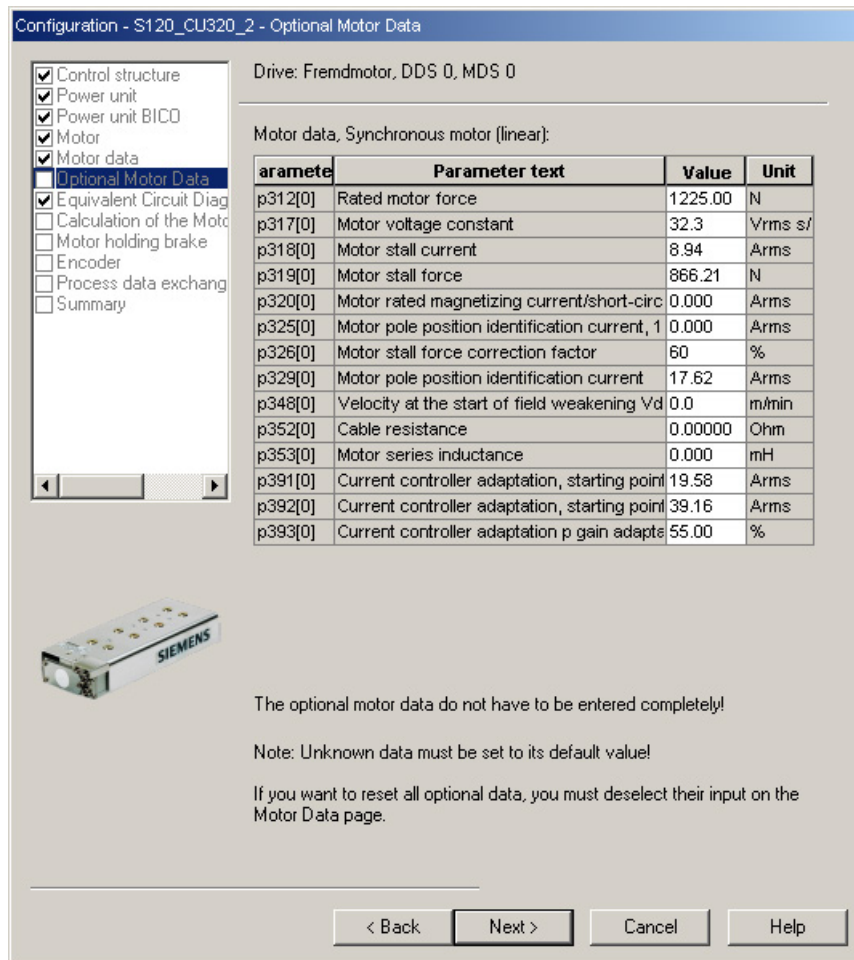 Configuration - S120_CU320_2 - Optional Motor Data
Control structure
Power unit
Power unit BICO
Motor
Motor data
Optional Motor Data
Equivalent Circuit Diag
Calculation of the Moto
Motor holding brake
Encoder
Process data exchang
Summary
Drive: Fremdmotor, DDS 0, MDS 0
Motor data, Synchronous motor (linear):
aramete Parameter text Value Unit
p312[0] Rated motor force 1225.00 N
p317[0] Motor voltage constant 32.3 Vrms s/
p318[0] Motor stall current 8.94 Arms
p319[0] Motor stall force 866.21 N
p320[0] Motor rated magnetizing current/short-circ 0.000 Arms
p325[0] Motor pole position identification current, 1 0.000 Arms
p326[0] Motor stall force correction factor 60 %
p329[0] Motor pole position identification current 17.62 Arms
p348[0] Velocity at the start of field weakening Vd 0.0 m/min
p352[0] Cable resistance 0.00000 Ohm
p353[0] Motor series inductance 0.000 mH
p391[0] Current controller adaptation, starting point 19.58 Arms
p392[0] Current controller adaptation, starting point 39.16 Arms
p393[0] Current controller adaptation p gain adapta 55.00 %
SIEMENS
The optional motor data do not have to be entered completely!
Note: Unknown data must be set to its default value!
If you want to reset all optional data, you must deselect their input on the
Motor Data page.
< Back Next > Cancel Help